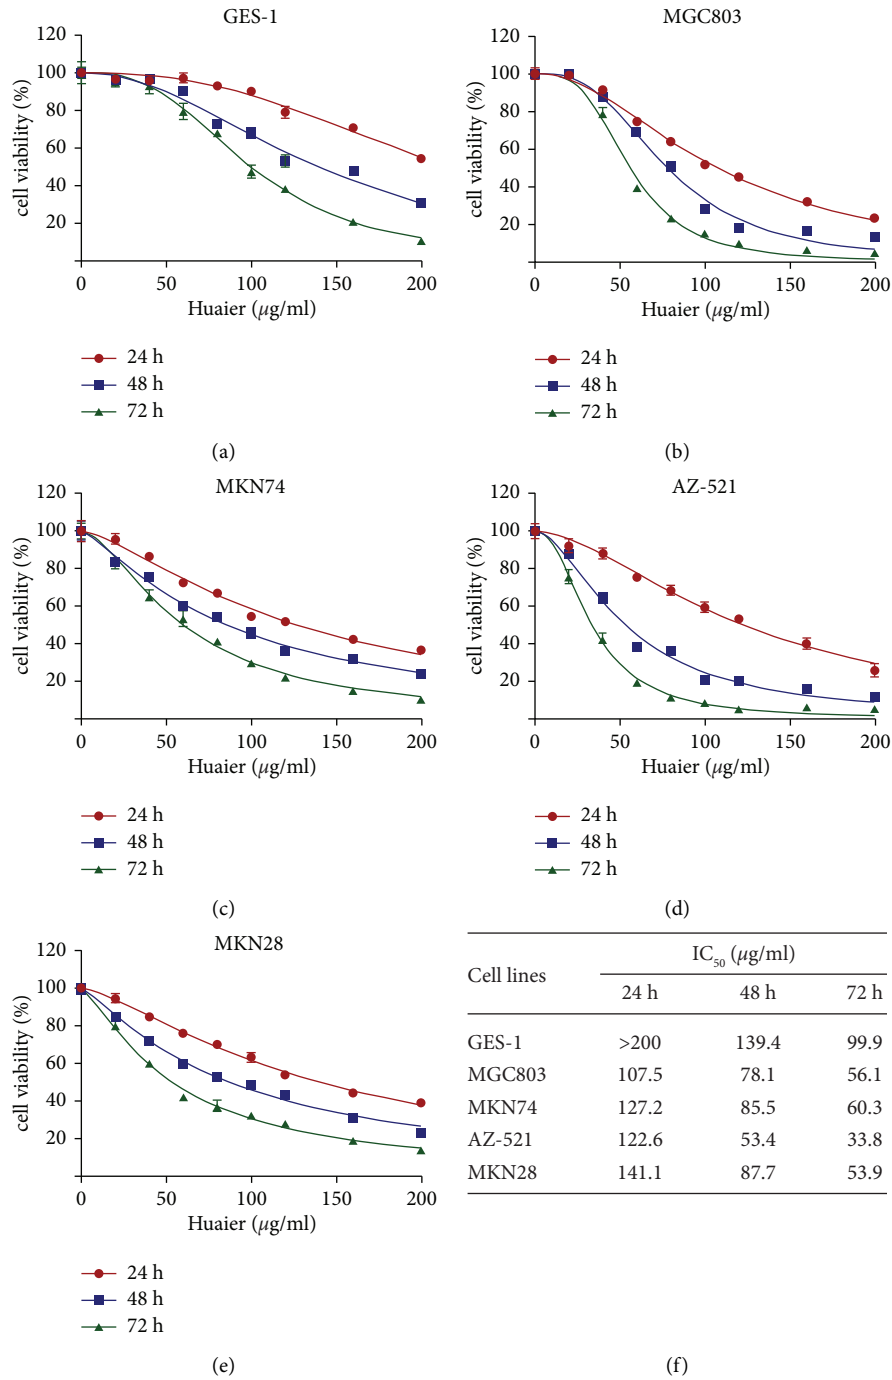 GES-1
120
100
80
60
40
20
cell viability (%)
0 50 100 150 200
Huaier (μg/ml)
24 h
48 h
72 h
(a)
MGC803
120
100
80
60
40
20
cell viability (%)
0 50 100 150 200
Huaier (μg/ml)
24 h
48 h
72 h
(b)
MKN74
120
100
80
60
40
20
cell viability (%)
0 50 100 150 200
Huaier (μg/ml)
24 h
48 h
72 h
(c)
AZ-521
120
100
80
60
40
20
cell viability (%)
0 50 100 150 200
Huaier (μg/ml)
24 h
48 h
72 h
(d)
MKN28
120
100
80
60
40
20
cell viability (%)
0 50 100 150 200
Huaier (μg/ml)
24 h
48 h
72 h
(e)
Cell lines IC50 (μg/ml)
24 h 48 h 72 h
GES-1 >200 139.4 99.9
MGC803 107.5 78.1 56.1
MKN74 127.2 85.5 60.3
AZ-521 122.6 53.4 33.8
MKN28 141.1 87.7 53.9
(f)